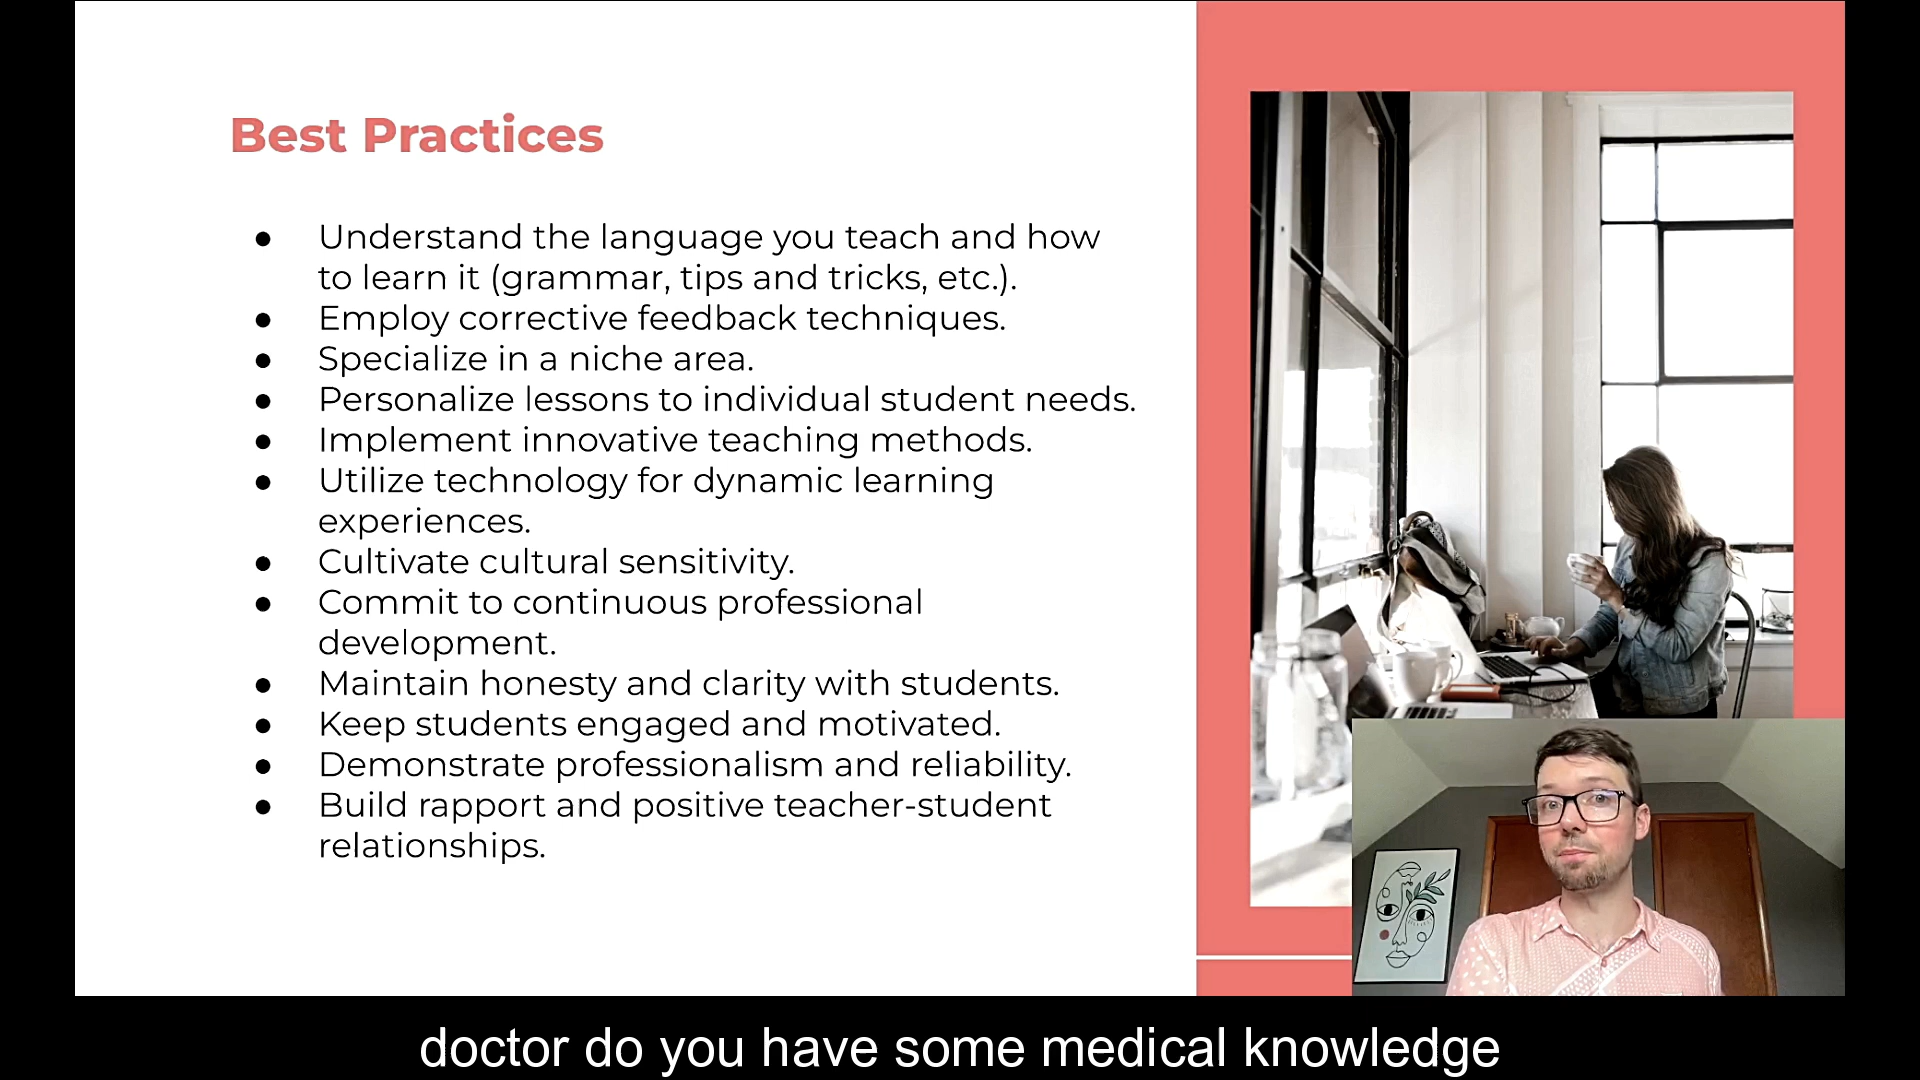 Best Practices
● Understand the language you teach and how
to learn it (grammar, tips and tricks, etc.).
● Employ corrective feedback techniques.
● Specialize in a niche area.
● Personalize lessons to individual student needs.
● Implement innovative teaching methods.
● Utilize technology for dynamic learning
experiences.
● Cultivate cultural sensitivity.
● Commit to continuous professional
development.
● Maintain honesty and clarity with students.
● Keep students engaged and motivated.
● Demonstrate professionalism and reliability.
● Build rapport and positive teacher-student
relationships.
doctor do you have some medical knowledge